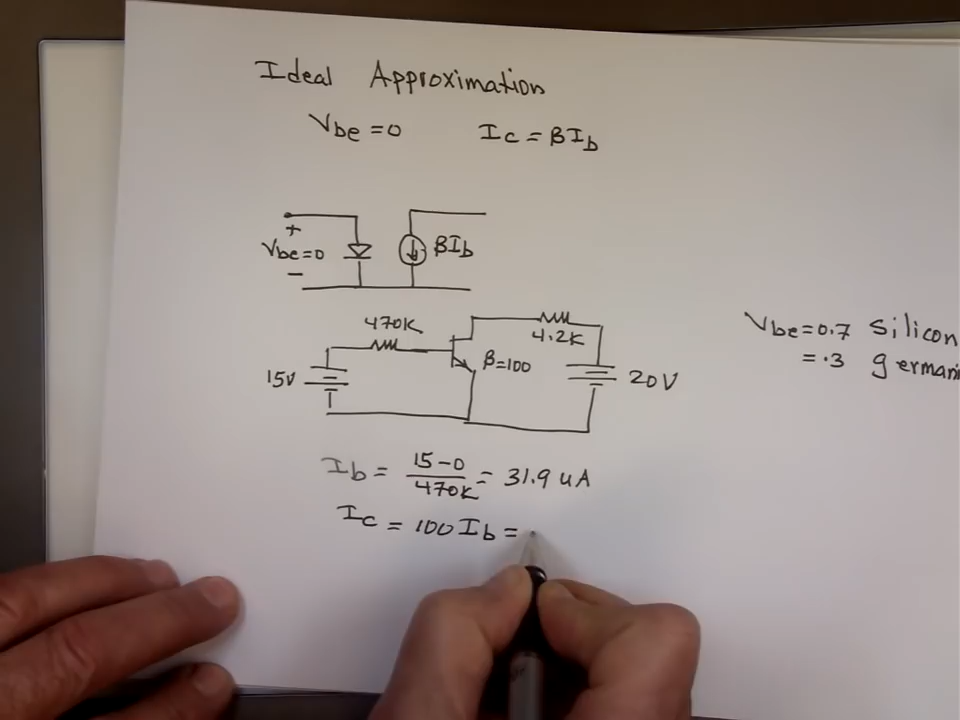 Ideal Approximation
Vbe = 0 Ic = βIb
+
Vbe=0 βIb
−
470K
4.2K
15V β=100 20V
Vbe=0.7 Silicon
= .3
Ib = 15-0 / 470K = 31.9 uA
Ic = 100 Ib =